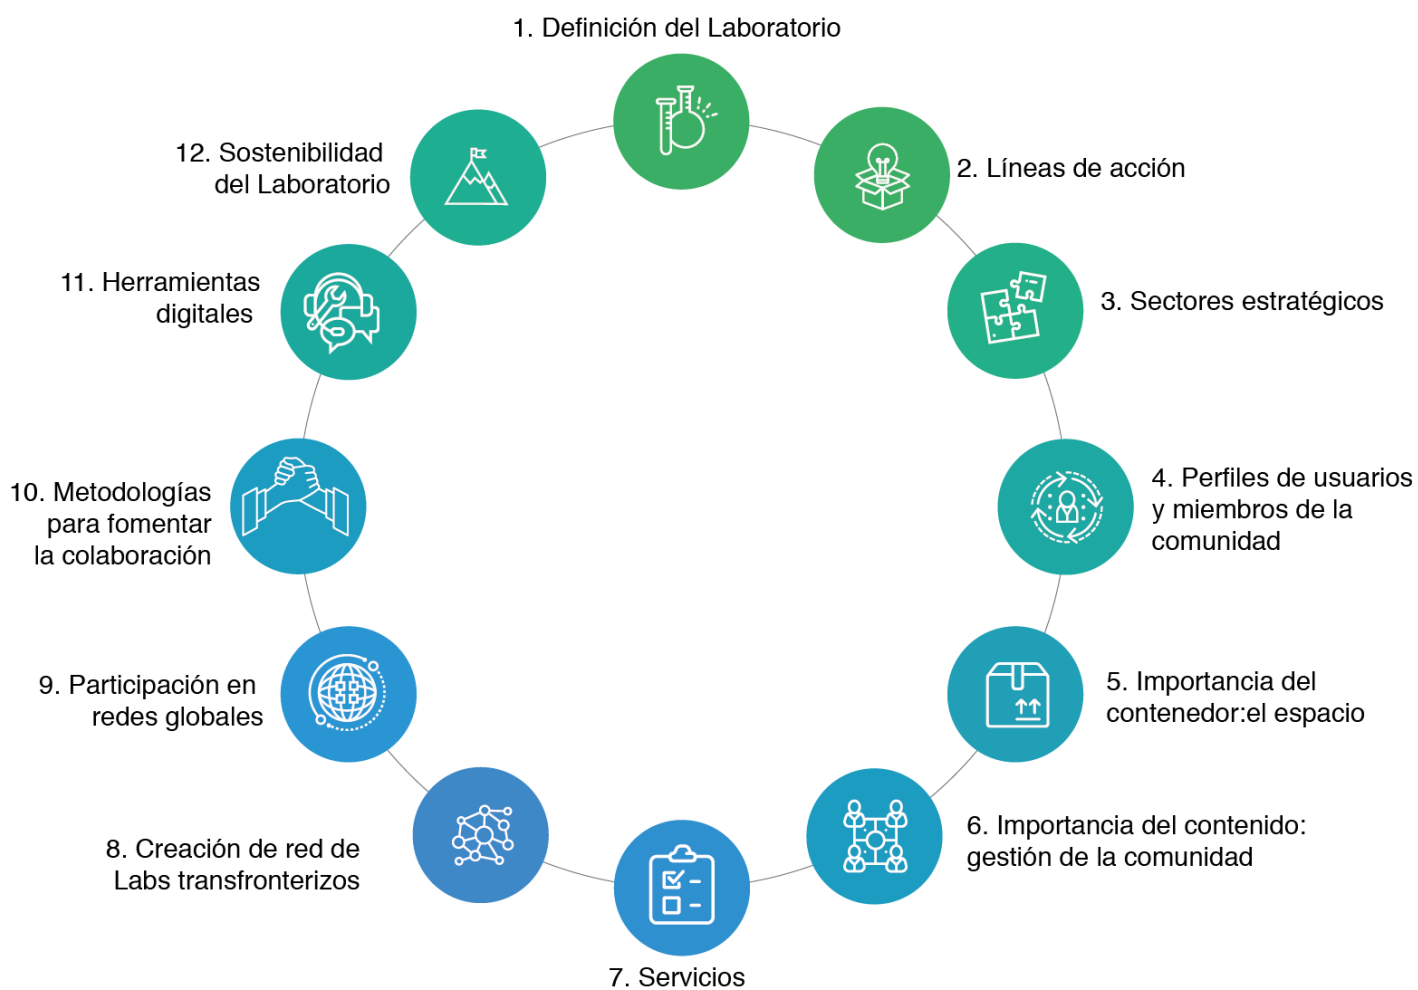 1. Definición del Laboratorio
2. Líneas de acción
3. Sectores estratégicos
4. Perfiles de usuarios
y miembros de la
comunidad
5. Importancia del
contenedor:el espacio
6. Importancia del contenido:
gestión de la comunidad
7. Servicios
8. Creación de red de
Labs transfronterizos
9. Participación en
redes globales
10. Metodologías
para fomentar
la colaboración
11. Herramientas
digitales
12. Sostenibilidad
del Laboratorio